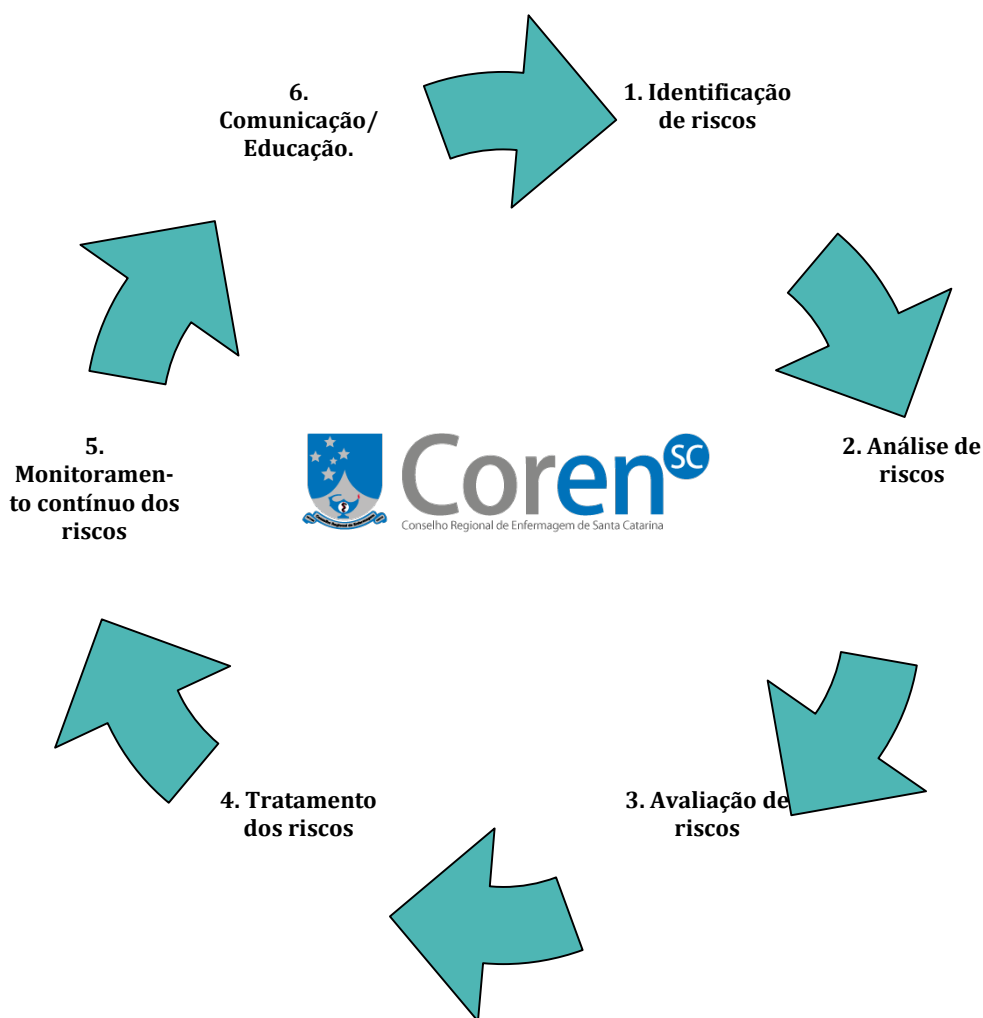 1. Identificação
de riscos
2. Análise de
riscos
3. Avaliação de
riscos
4. Tratamento
dos riscos
5.
Monitoramen-
to contínuo dos
riscos
6.
Comunicação/
Educação.
Coren SC
Conselho Regional de Enfermagem de Santa Catarina